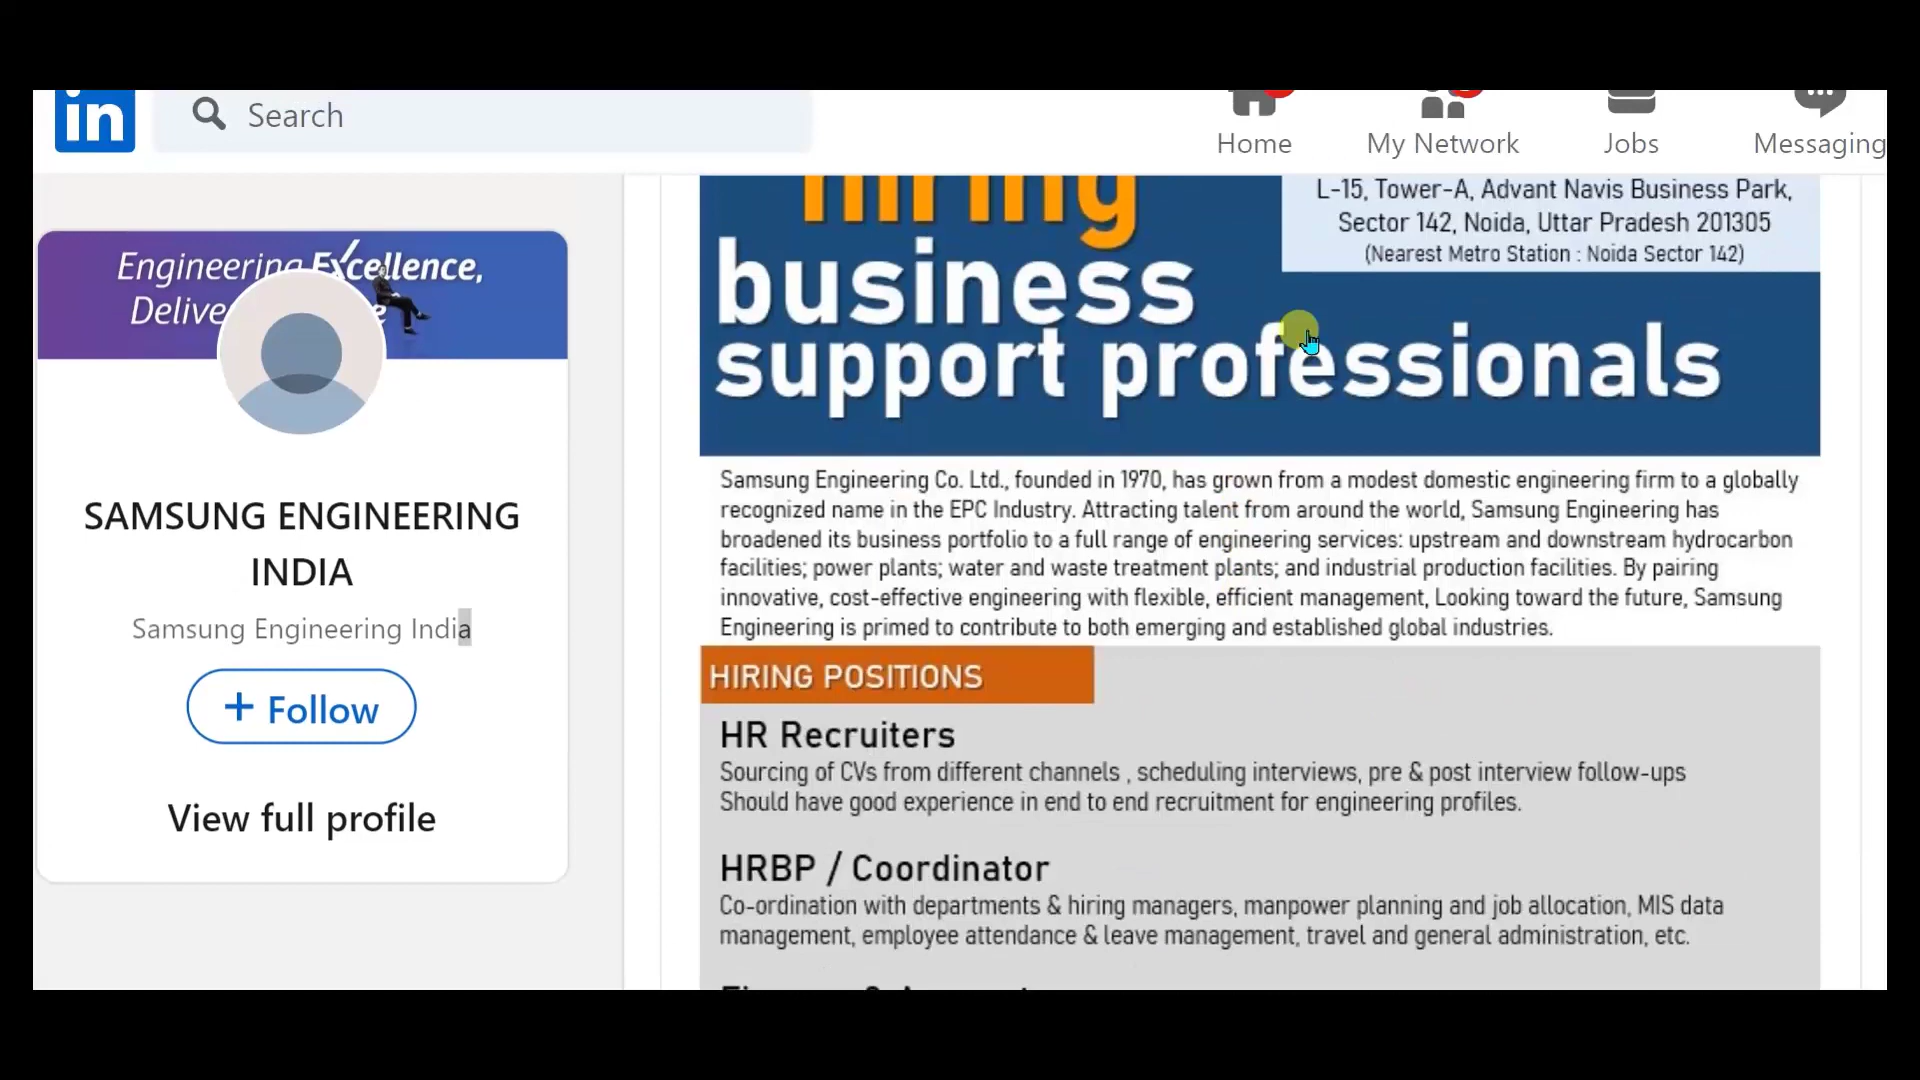 in
Search
Home
My Network
Jobs
Messaging
Engineering Excellence,
SAMSUNG ENGINEERING
INDIA
Samsung Engineering India
+ Follow
View full profile
hiring
business
support professionals
L-15, Tower-A, Advant Navis Business Park,
Sector 142, Noida, Uttar Pradesh 201305
(Nearest Metro Station : Noida Sector 142)
Samsung Engineering Co. Ltd., founded in 1970, has grown from a modest domestic engineering firm to a globally
recognized name in the EPC Industry. Attracting talent from around the world, Samsung Engineering has
broadened its business portfolio to a full range of engineering services: upstream and downstream hydrocarbon
facilities; power plants; water and waste treatment plants; and industrial production facilities. By pairing
innovative, cost-effective engineering with flexible, efficient management, Looking toward the future, Samsung
Engineering is primed to contribute to both emerging and established global industries.
HIRING POSITIONS
HR Recruiters
Sourcing of CVs from different channels , scheduling interviews, pre & post interview follow-ups
Should have good experience in end to end recruitment for engineering profiles.
HRBP / Coordinator
Co-ordination with departments & hiring managers, manpower planning and job allocation, MIS data
management, employee attendance & leave management, travel and general administration, etc.